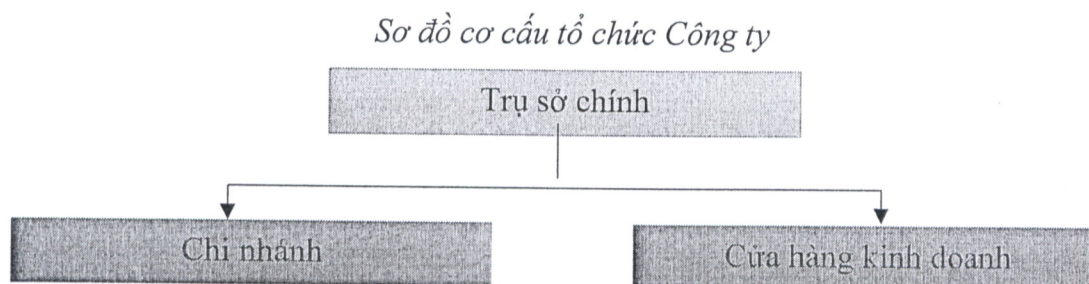 Sơ đồ cơ cấu tổ chức Công ty
Trụ sở chính
Chi nhánh
Cửa hàng kinh doanh